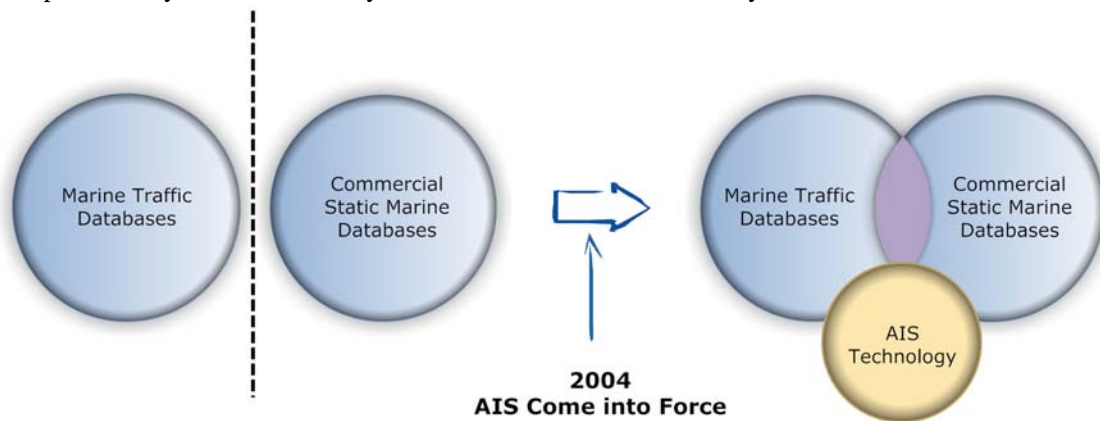 Marine Traffic
Databases
Commercial
Static Marine
Databases
2004
AIS Come into Force
Marine Traffic
Databases
Commercial
Static Marine
Databases
AIS
Technology